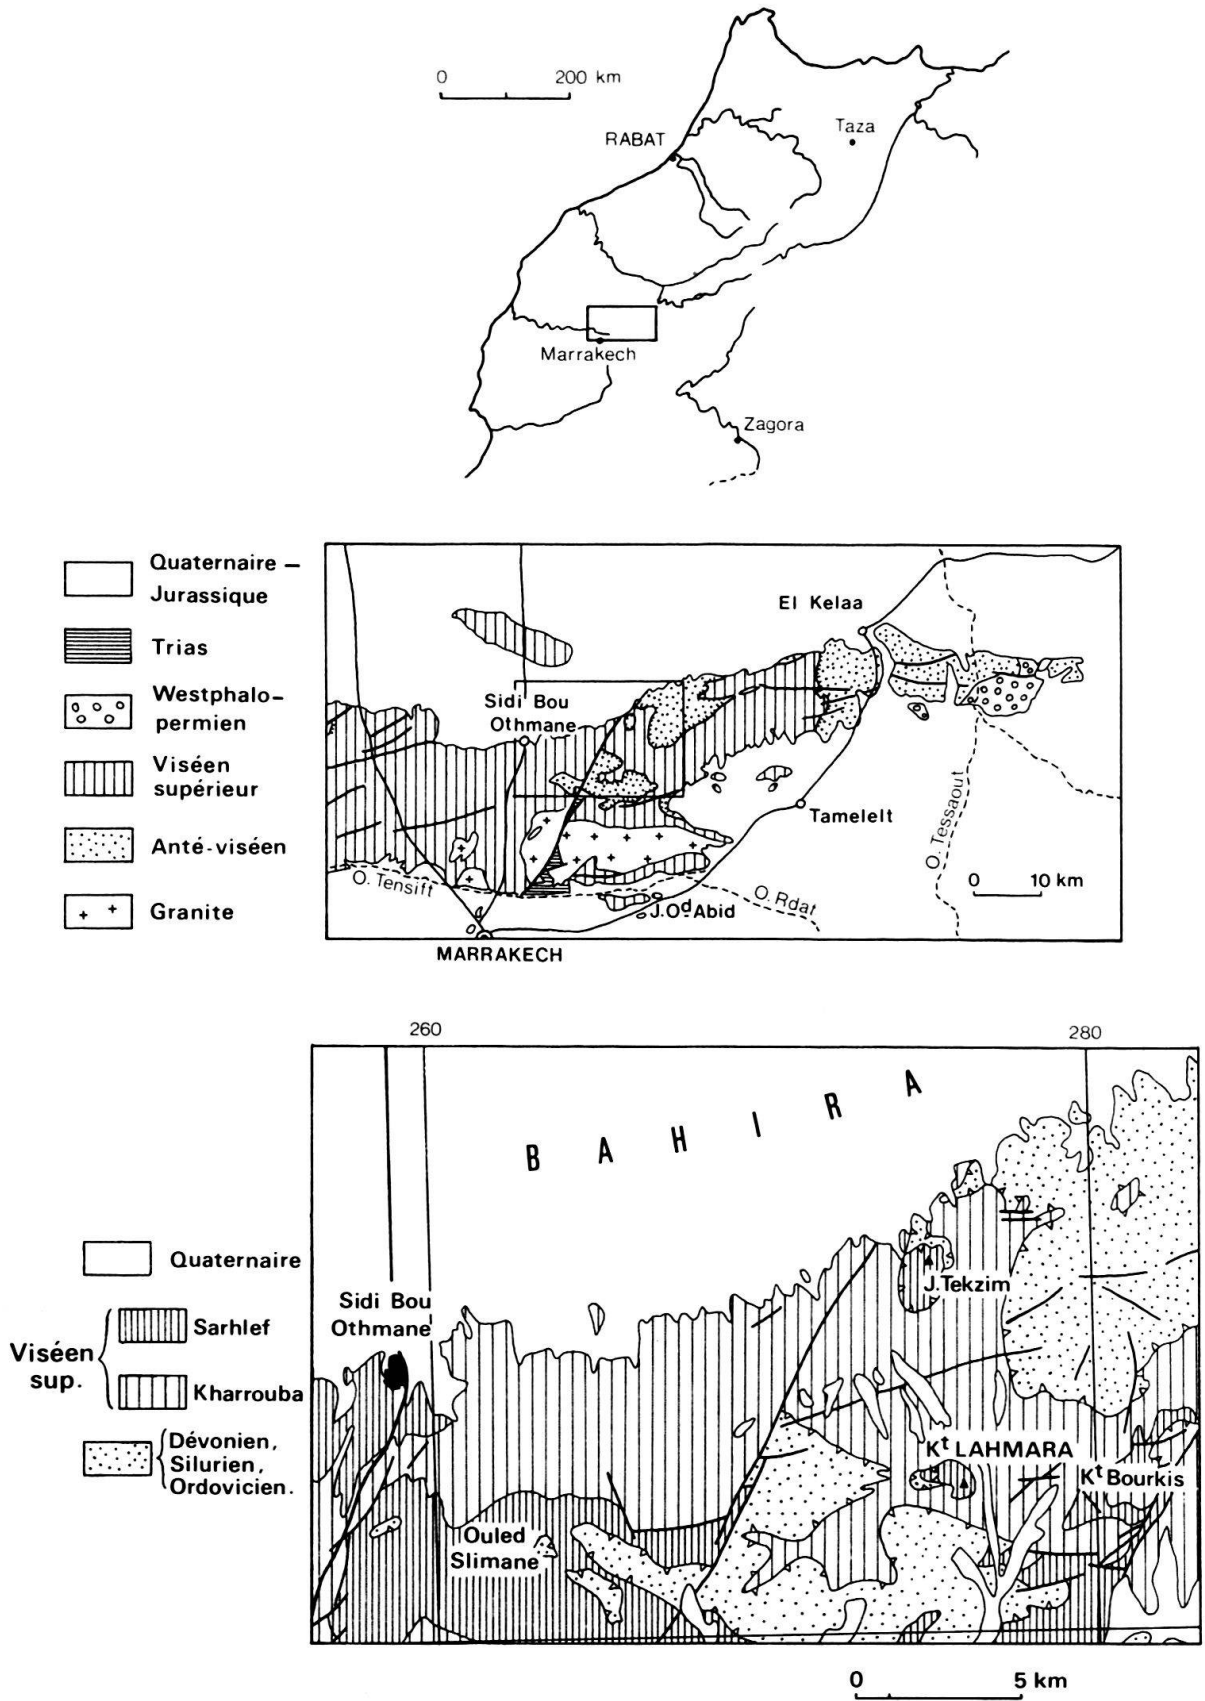 0 200 km
RABAT
Taza
Marrakech
Zagora
Quaternaire –
Jurassique
Trias
Westphalo-
permien
Viséen
supérieur
Anté-viséen
Granite
El Kelaa
Sidi Bou
Othmane
Tamelelt
O. Tessaout
O. Tensift
O. Rdat
J.Oᵈ Abid
0 10 km
MARRAKECH
260
280
BAHIRA
Quaternaire
Viséen
sup.
Sarhlef
Kharrouba
Dévonien,
Silurien,
Ordovicien.
Sidi Bou
Othmane
J.Tekzim
Kᵗ LAHMARA
Kᵗ Bourkis
Ouled
Slimane
0 5 km